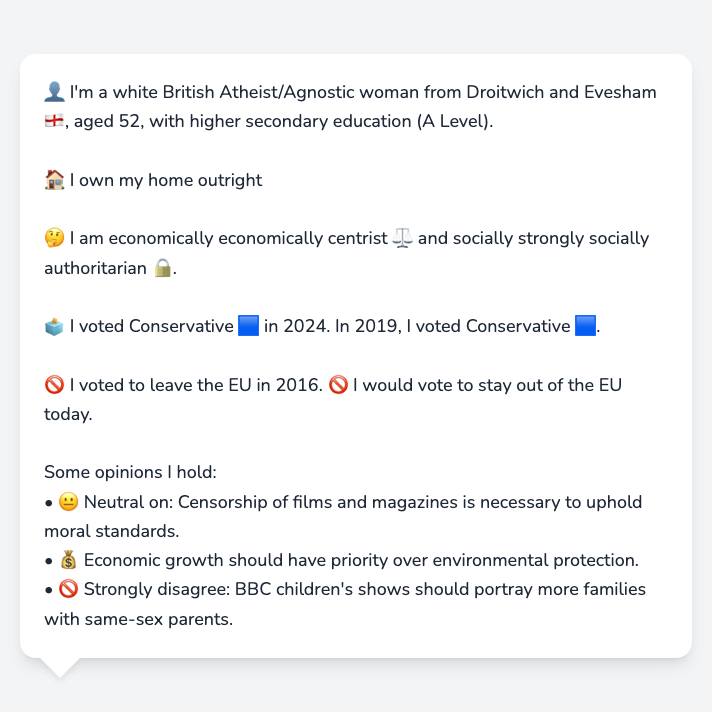 👤 I'm a white British Atheist/Agnostic woman from Droitwich and Evesham
🏴󠁧󠁢󠁥󠁮󠁧󠁿, aged 52, with higher secondary education (A Level).
🏠 I own my home outright
🤔 I am economically economically centrist ⚖️ and socially strongly socially
authoritarian 🔒.
🗳️ I voted Conservative 🟦 in 2024. In 2019, I voted Conservative 🟦.
🚫 I voted to leave the EU in 2016. 🚫 I would vote to stay out of the EU
today.
Some opinions I hold:
• 😐 Neutral on: Censorship of films and magazines is necessary to uphold
moral standards.
• 💰 Economic growth should have priority over environmental protection.
• 🚫 Strongly disagree: BBC children's shows should portray more families
with same-sex parents.